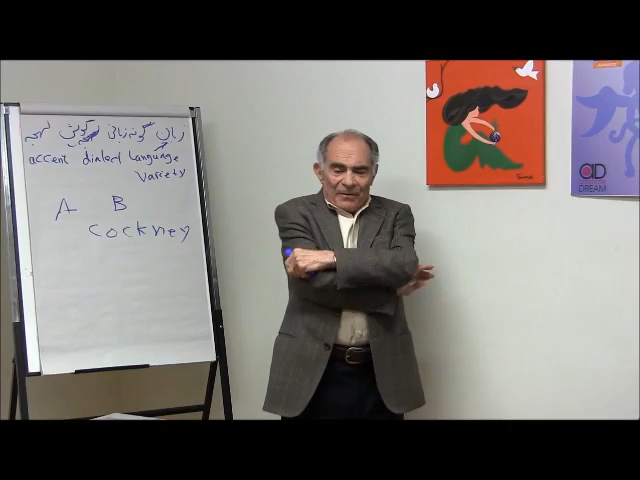 زبان گونه زبانی گویش لهجه
accent dialect Language
Variety
A B
cockney
DREAM